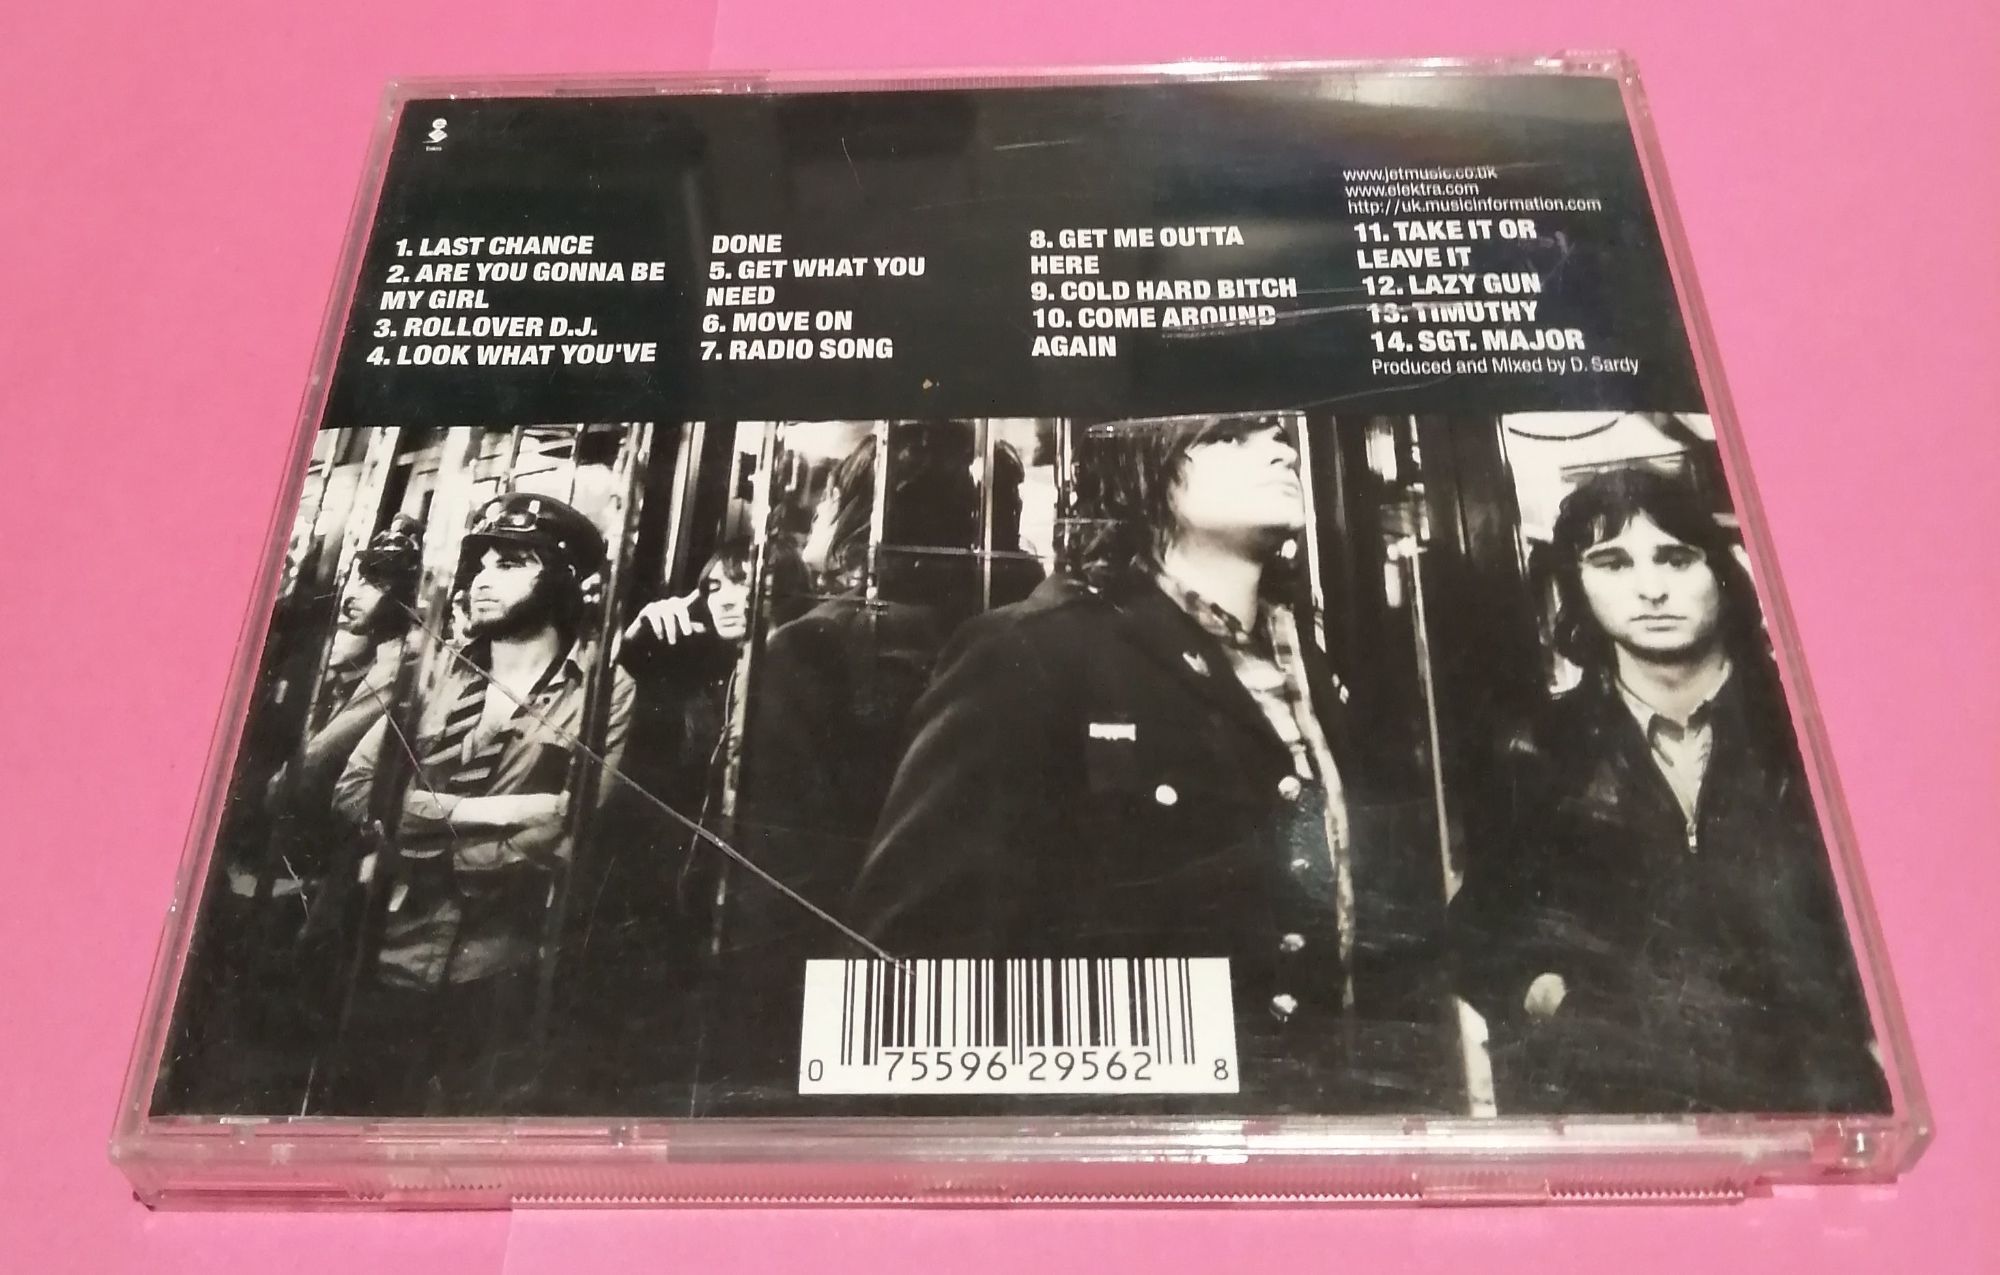 Elektra
www.jetmusic.co.uk
www.elektra.com
http://uk.musicinformation.com
1. LAST CHANCE
2. ARE YOU GONNA BE
MY GIRL
3. ROLLOVER D.J.
4. LOOK WHAT YOU'VE
DONE
5. GET WHAT YOU
NEED
6. MOVE ON
7. RADIO SONG
8. GET ME OUTTA
HERE
9. COLD HARD BITCH
10. COME AROUND
AGAIN
11. TAKE IT OR
LEAVE IT
12. LAZY GUN
13. TIMOTHY
14. SGT. MAJOR
Produced and Mixed by D. Sardy
0 75596 29562 8